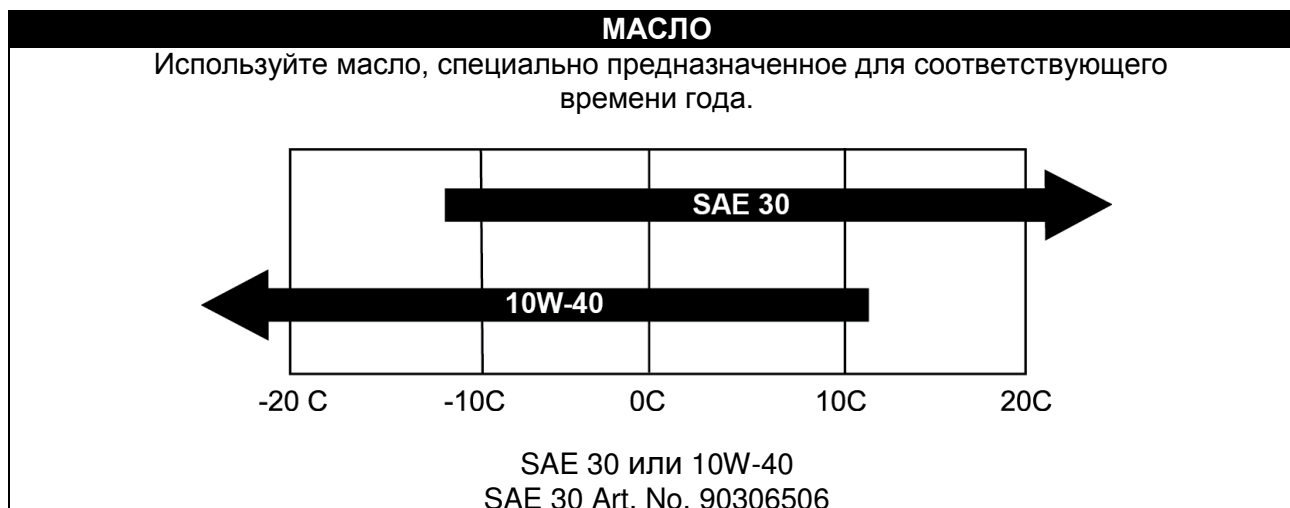 МАСЛО
Используйте масло, специально предназначенное для соответствующего
времени года.
SAE 30
10W-40
-20 C -10C 0C 10C 20C
SAE 30 или 10W-40
SAE 30 Art. No. 90306506